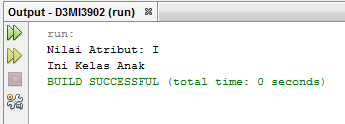 Output - D3MI3902 (run)
run:
Nilai Atribut: I
Ini Kelas Anak
BUILD SUCCESSFUL (total time: 0 seconds)